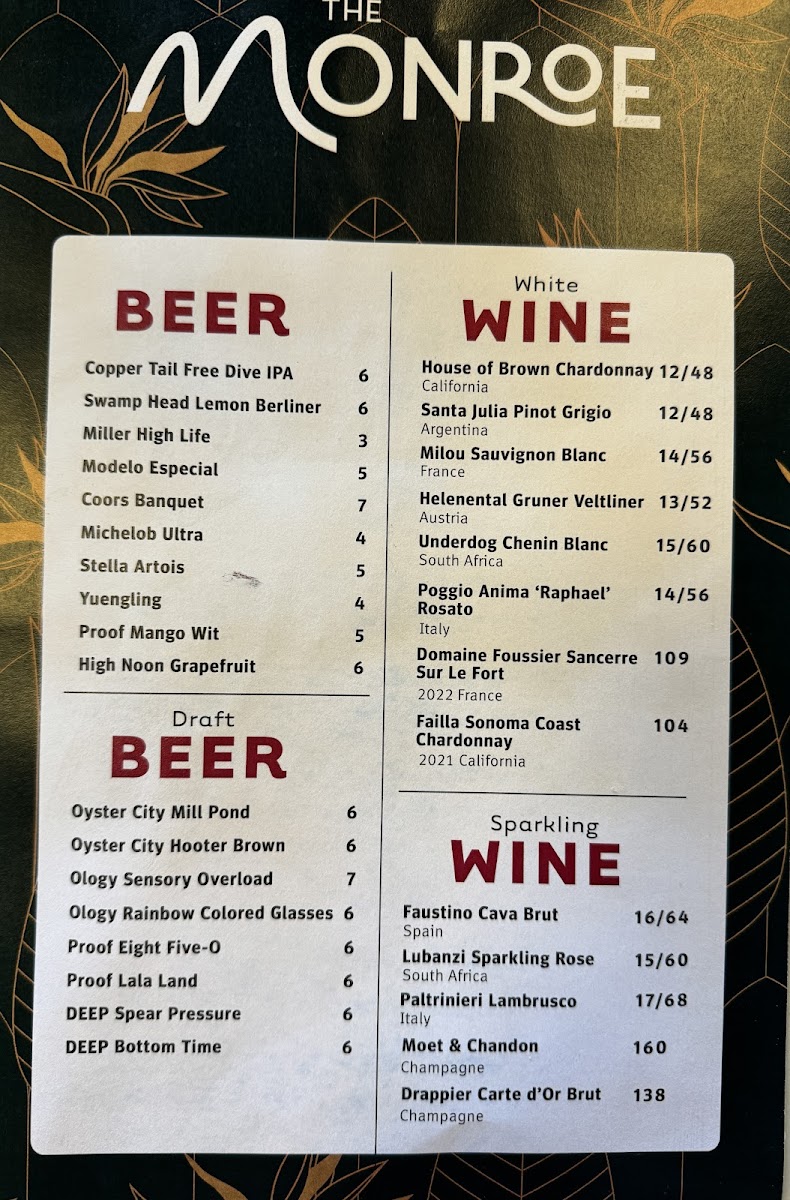 THE
MONROE
BEER
Copper Tail Free Dive IPA 6
Swamp Head Lemon Berliner 6
Miller High Life 3
Modelo Especial 5
Coors Banquet 7
Michelob Ultra 4
Stella Artois 5
Yuengling 4
Proof Mango Wit 5
High Noon Grapefruit 6
Draft
BEER
Oyster City Mill Pond 6
Oyster City Hooter Brown 6
Ology Sensory Overload 7
Ology Rainbow Colored Glasses 6
Proof Eight Five-O 6
Proof Lala Land 6
DEEP Spear Pressure 6
DEEP Bottom Time 6
White
WINE
House of Brown Chardonnay 12/48
California
Santa Julia Pinot Grigio 12/48
Argentina
Milou Sauvignon Blanc 14/56
France
Helenental Gruner Veltliner 13/52
Austria
Underdog Chenin Blanc 15/60
South Africa
Poggio Anima ‘Raphael’ 14/56
Rosato
Italy
Domaine Foussier Sancerre 109
Sur Le Fort
2022 France
Failla Sonoma Coast 104
Chardonnay
2021 California
Sparkling
WINE
Faustino Cava Brut 16/64
Spain
Lubanzi Sparkling Rose 15/60
South Africa
Paltrinieri Lambrusco 17/68
Italy
Moet & Chandon 160
Champagne
Drappier Carte d’Or Brut 138
Champagne